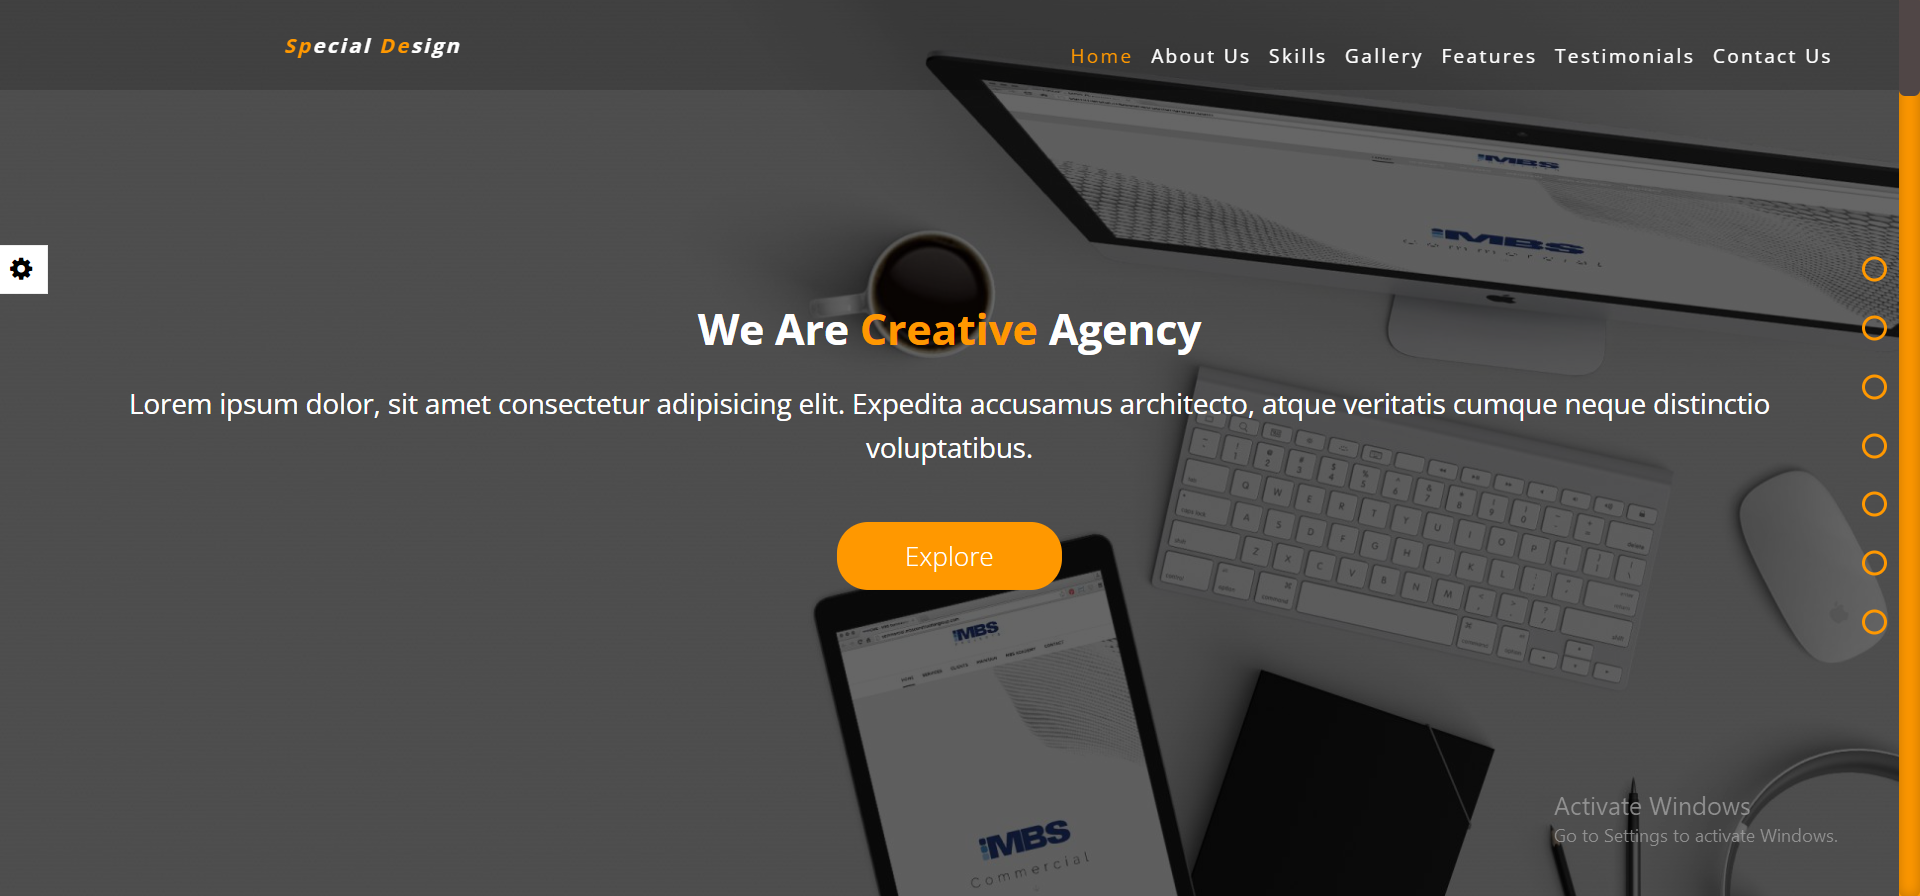 Special Design
Home About Us Skills Gallery Features Testimonials Contact Us
iMBS
iMBS
commercial
We Are Creative Agency
Lorem ipsum dolor, sit amet consectetur adipisicing elit. Expedita accusamus architecto, atque veritatis cumque neque distinctio
voluptatibus.
Explore
iMBS
iMBS
Commercial
Activate Windows
Go to Settings to activate Windows.